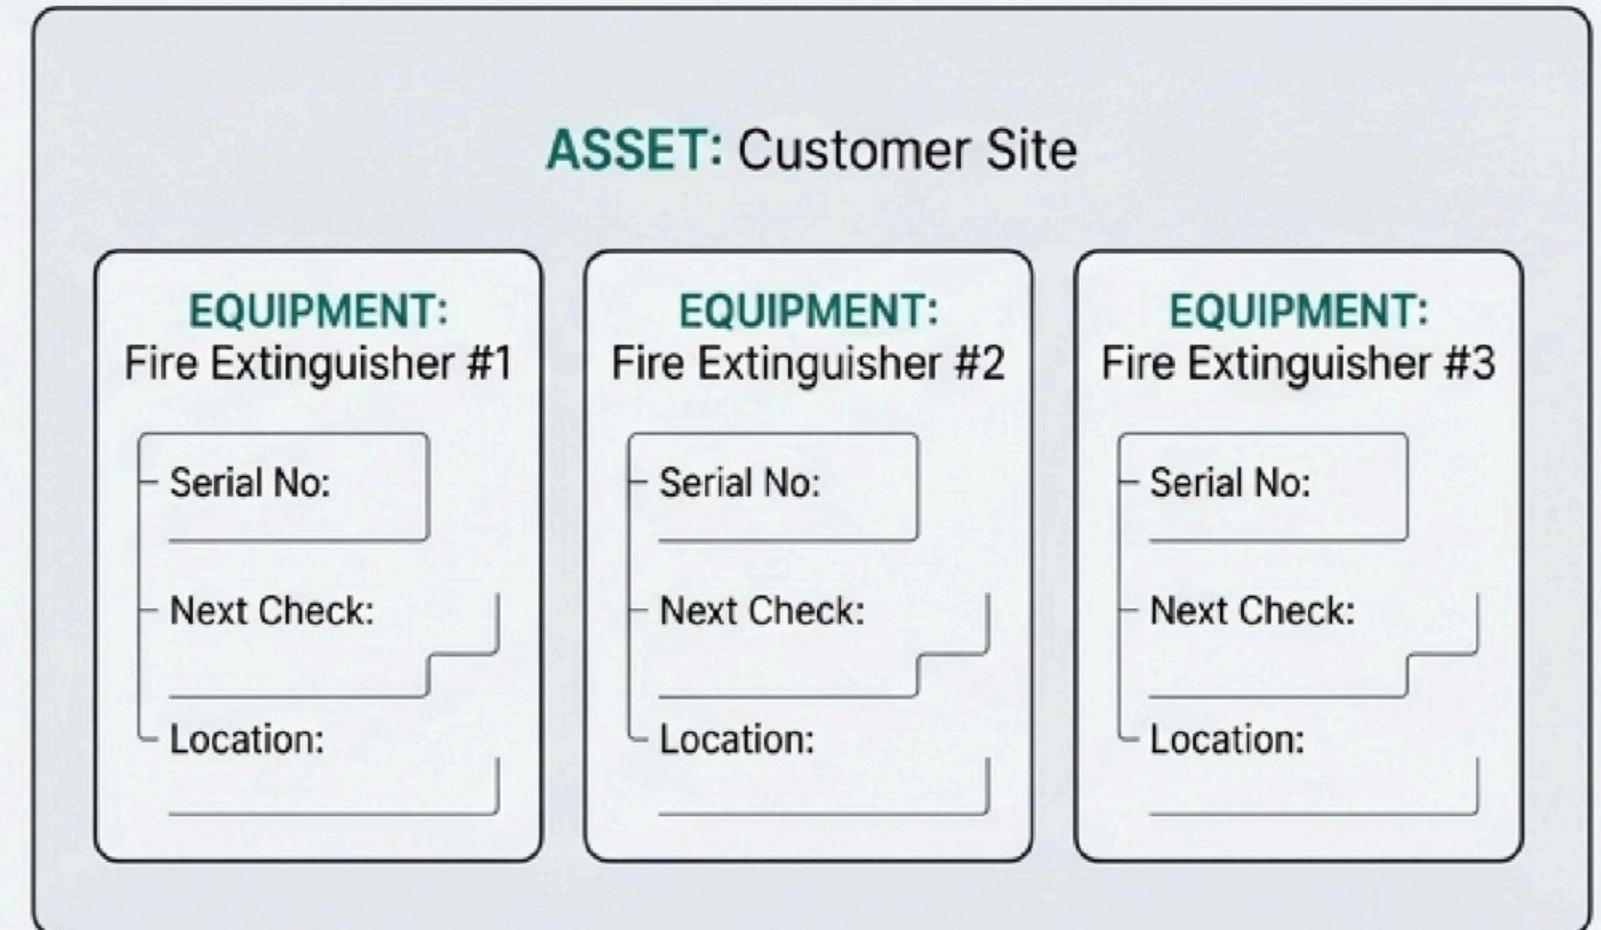 ASSET: Customer Site
EQUIPMENT:
Fire Extinguisher #1
Serial No:
Next Check:
Location:
EQUIPMENT:
Fire Extinguisher #2
Serial No:
Next Check:
Location:
EQUIPMENT:
Fire Extinguisher #3
Serial No:
Next Check:
Location: